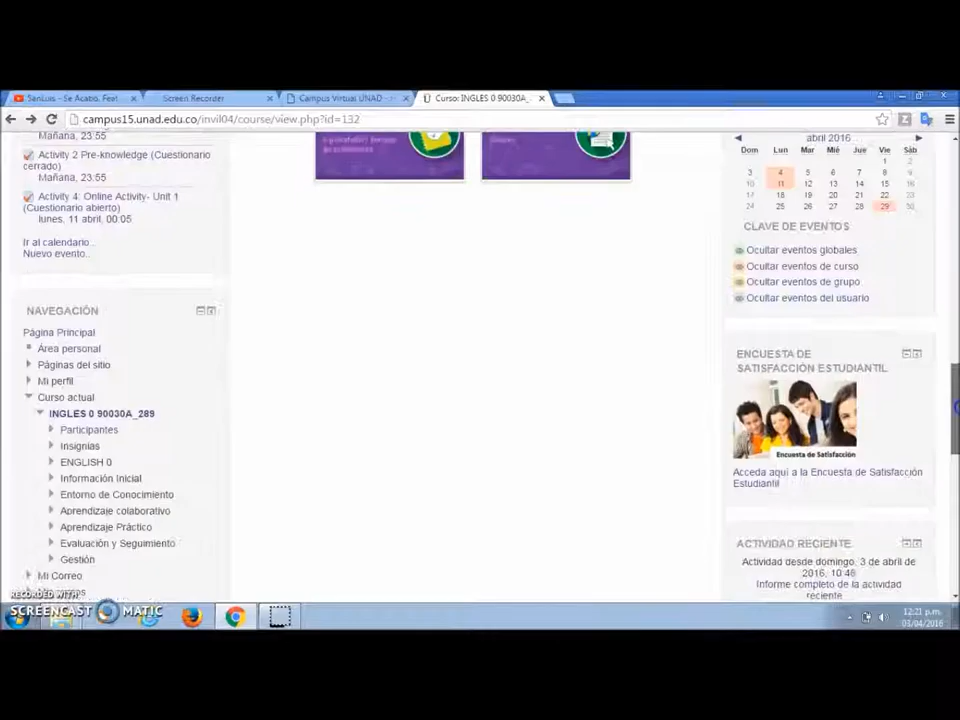 SanLuis - Se Acabó. Feat
Screen Recorder
Campus Virtual UNAD -
Curso: INGLES 0 90030A_
campus15.unad.edu.co/invil04/course/view.php?id=132
Mañana, 23:55
Activity 2 Pre-knowledge (Cuestionario
cerrado)
Mañana, 23:55
Activity 4: Online Activity- Unit 1
(Cuestionario abierto)
lunes, 11 abril, 00:05
Ir al calendario...
Nuevo evento...
NAVEGACIÓN
Página Principal
Área personal
Páginas del sitio
Mi perfil
Curso actual
INGLES 0 90030A_289
Participantes
Insignias
ENGLISH 0
Información Inicial
Entorno de Conocimiento
Aprendizaje colaborativo
Aprendizaje Práctico
Evaluación y Seguimiento
Gestión
Mi Correo
abril 2016
Dom Lun Mar Mié Jue Vie Sáb
1 2
3 4 5 6 7 8 9
10 11 12 13 14 15 16
17 18 19 20 21 22 23
24 25 26 27 28 29 30
CLAVE DE EVENTOS
Ocultar eventos globales
Ocultar eventos de curso
Ocultar eventos de grupo
Ocultar eventos del usuario
ENCUESTA DE
SATISFACCIÓN ESTUDIANTIL
Encuesta de Satisfacción
Acceda aquí a la Encuesta de Satisfacción
Estudiantil
ACTIVIDAD RECIENTE
Actividad desde domingo, 3 de abril de
2016, 10:46
Informe completo de la actividad
reciente
RECORDED WITH
SCREENCAST MATIC
12:21 p.m.
03/04/2016